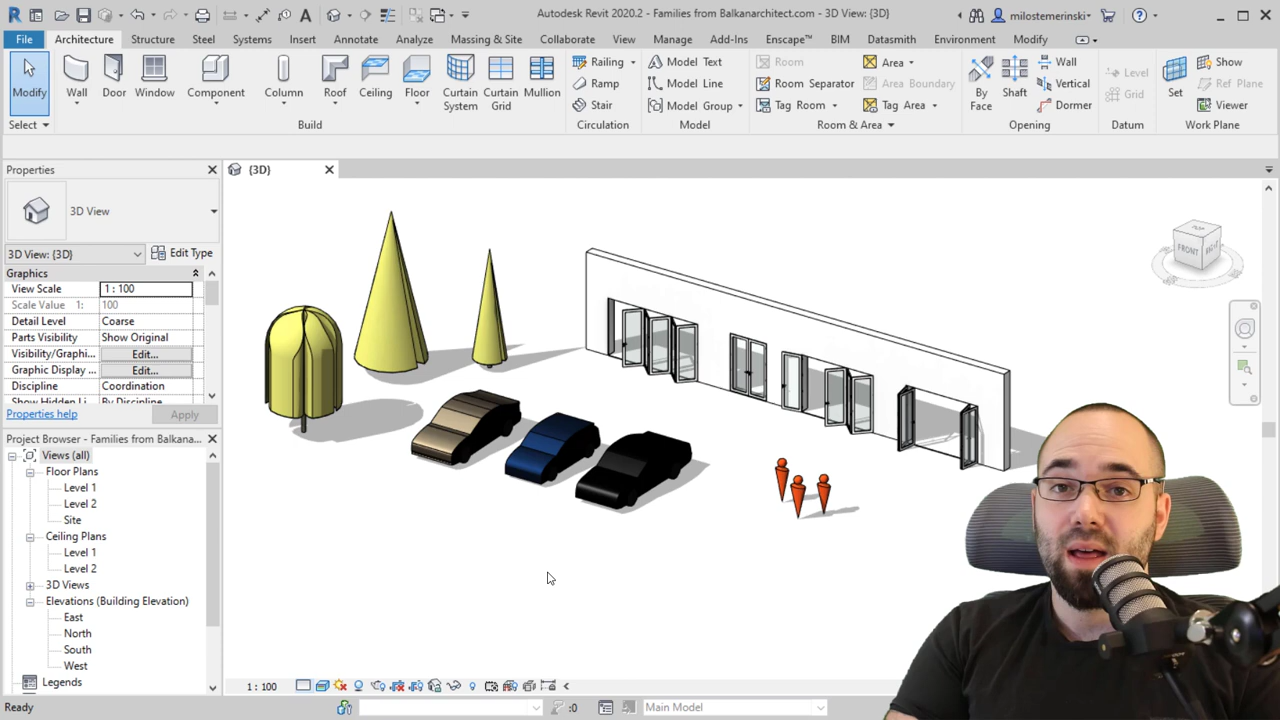 Autodesk Revit 2020.2 - Families from Balkanarchitect.com - 3D View: {3D}
milostemerinski
File Architecture Structure Steel Systems Insert Annotate Analyze Massing & Site Collaborate View Manage Add-Ins Enscape™ BIM Datasmith Environment Modify
Modify Wall Door Window Component Column Roof Ceiling Floor Curtain System Curtain Grid Mullion
Railing Ramp Stair
Model Text Model Line Model Group
Room Room Separator Tag Room
Area Area Boundary Tag Area
By Face Shaft Wall Vertical Dormer
Level Grid
Set Show Ref Plane Viewer
Select Build Circulation Model Room & Area Opening Datum Work Plane
Properties
{3D}
3D View
3D View: {3D} Edit Type
Graphics
View Scale 1 : 100
Scale Value 1: 100
Detail Level Coarse
Parts Visibility Show Original
Visibility/Graphi... Edit...
Graphic Display ... Edit...
Discipline Coordination
Show Hidden Li... By Discipline
Properties help Apply
Project Browser - Families from Balkana...
Views (all)
Floor Plans
Level 1
Level 2
Site
Ceiling Plans
Level 1
Level 2
3D Views
Elevations (Building Elevation)
East
North
South
West
Legends
FRONT
RIGHT
1 : 100
Ready
:0
Main Model